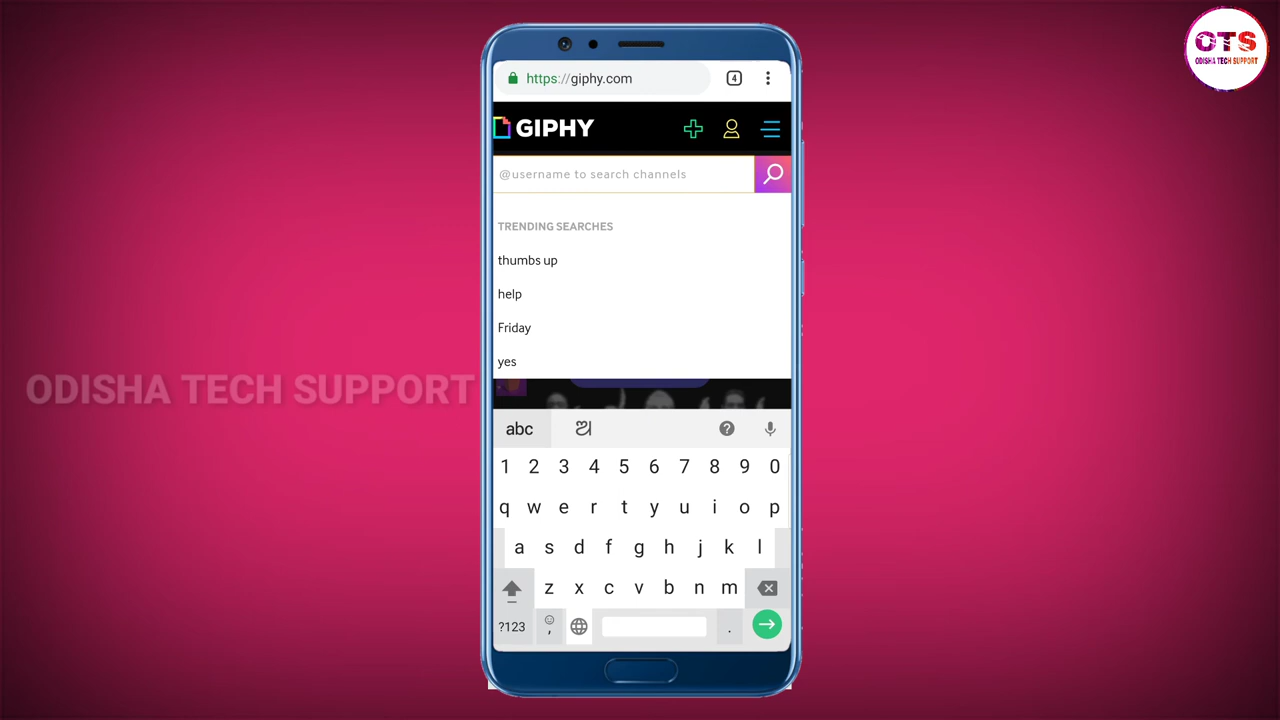 OTS
ODISHA TECH SUPPORT
https://giphy.com
4
GIPHY
@username to search channels
TRENDING SEARCHES
thumbs up
help
Friday
yes
ODISHA TECH SUPPORT
abc ଅ
?
1 2 3 4 5 6 7 8 9 0
q w e r t y u i o p
a s d f g h j k l
z x c v b n m
?123 , .